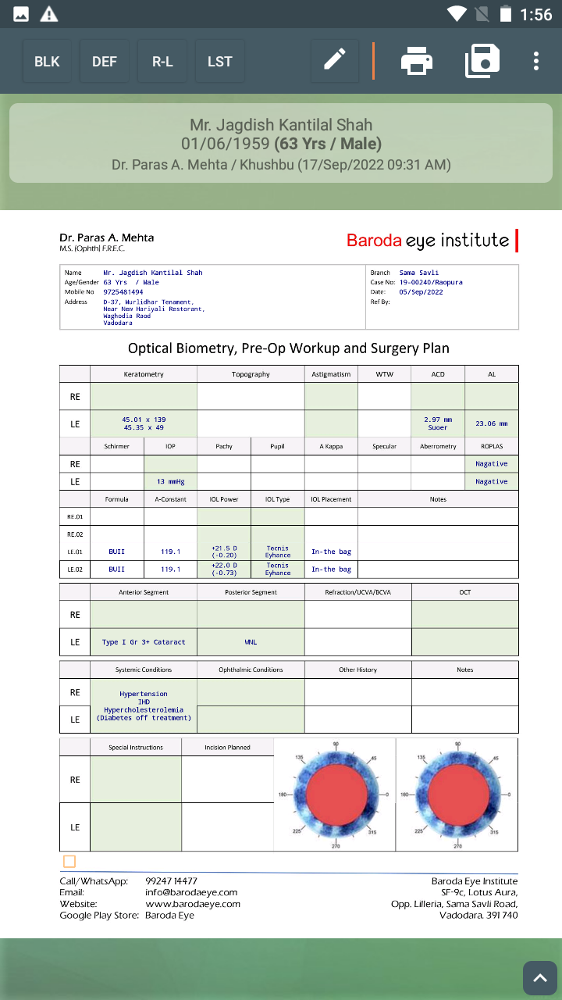 1:56
BLK DEF R-L LST
Mr. Jagdish Kantilal Shah
01/06/1959 (63 Yrs / Male)
Dr. Paras A. Mehta / Khushbu (17/Sep/2022 09:31 AM)
Dr. Paras A. Mehta
M.S. (Ophth) F.R.E.C.
Baroda eye institute
Name Mr. Jagdish Kantilal Shah
Age/Gender 63 Yrs / Male
Mobile No 9725481494
Address D-37, Murlidhar Tenament,
Near New Hariyali Restorant,
Waghodia Raod
Vadodara
Branch Sama Savli
Case No: 19-00240/Raopura
Date: 05/Sep/2022
Ref By:
Optical Biometry, Pre-Op Workup and Surgery Plan
Keratometry Topography Astigmatism WTW ACD AL
RE
LE 45.01 x 139 2.97 mm 23.06 mm
45.35 x 49 Suoer
Schirmer IOP Pachy Pupil A Kappa Specular Aberrometry ROPLAS
RE Nagative
LE 13 mmHg Nagative
Formula A-Constant IOL Power IOL Type IOL Placement Notes
RE.01
RE.02
LE.01 BUII 119.1 +21.5 D (-0.20) Tecnis Eyhance In-the bag
LE.02 BUII 119.1 +22.0 D (-0.73) Tecnis Eyhance In-the bag
Anterior Segment Posterior Segment Refraction/UCVA/BCVA OCT
RE
LE Type I Gr 3+ Cataract WNL
Systemic Conditions Ophthalmic Conditions Other History Notes
RE
Hypertension
IHD
Hypercholesterolemia
(Diabetes off treatment)
LE
Special Instructions Incision Planned
RE
LE
90 45 0 315 270 225 180 135
90 45 0 315 270 225 180 135
Call/WhatsApp: 99247 14477
Email: info@barodaeye.com
Website: www.barodaeye.com
Google Play Store: Baroda Eye
Baroda Eye Institute
SF-9c, Lotus Aura,
Opp. Lilleria, Sama Savli Road,
Vadodara. 391 740